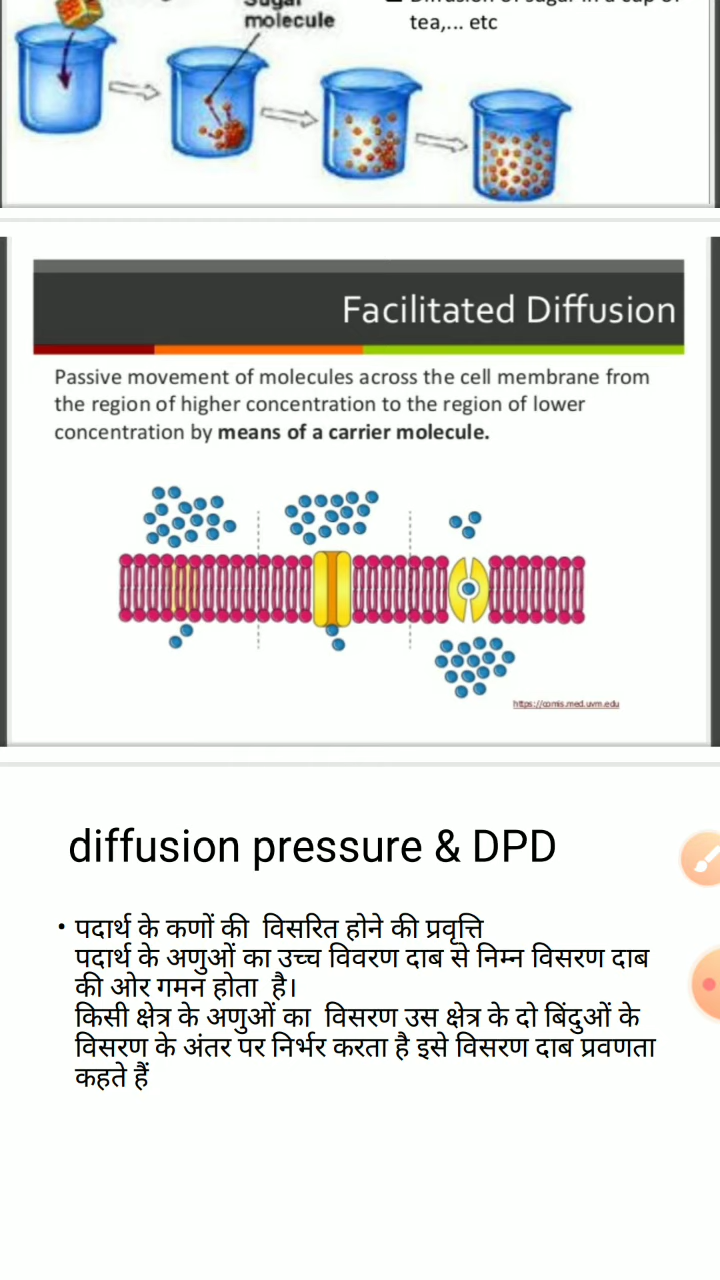 molecule
tea,... etc
Facilitated Diffusion
Passive movement of molecules across the cell membrane from
the region of higher concentration to the region of lower
concentration by means of a carrier molecule.
https://comis.med.uvm.edu
diffusion pressure & DPD
• पदार्थ के कणों की विसरित होने की प्रवृत्ति
पदार्थ के अणुओं का उच्च विवरण दाब से निम्न विसरण दाब
की ओर गमन होता है।
किसी क्षेत्र के अणुओं का विसरण उस क्षेत्र के दो बिंदुओं के
विसरण के अंतर पर निर्भर करता है इसे विसरण दाब प्रवणता
कहते हैं